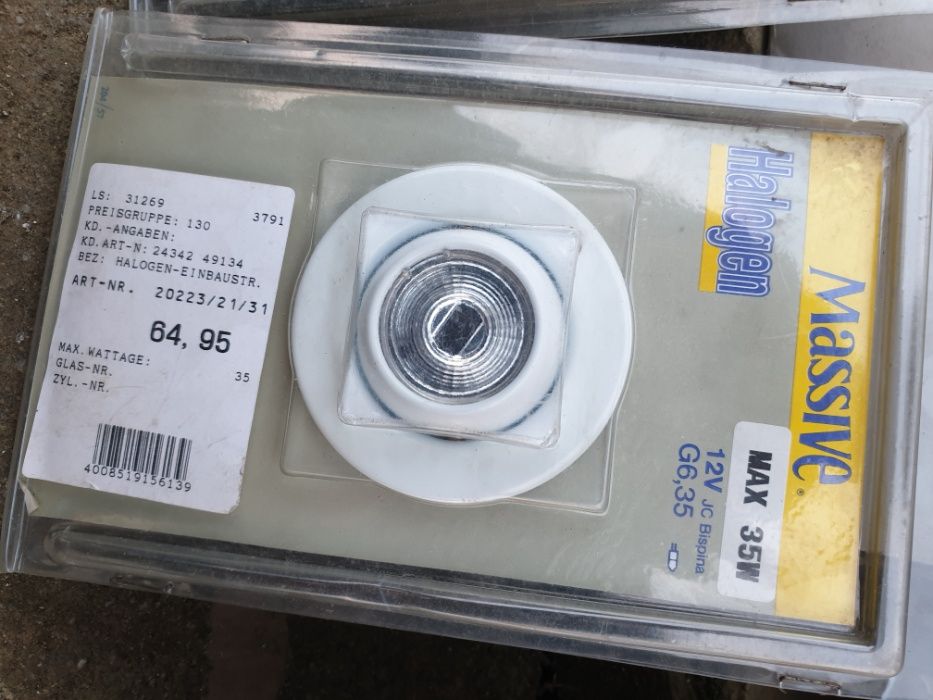 LS: 31269 3791
PREISGRUPPE: 130
KD.-ANGABEN:
KD.ART-N: 24342 49134
BEZ: HALOGEN-EINBAUSTR.
ART-NR. 20223/21/31
64,95
MAX.WATTAGE: 35
GLAS-NR.
ZYL.-NR.
4008519156139
Massive
Halogen
MAX 35W
12V JC Bispina
G6,35